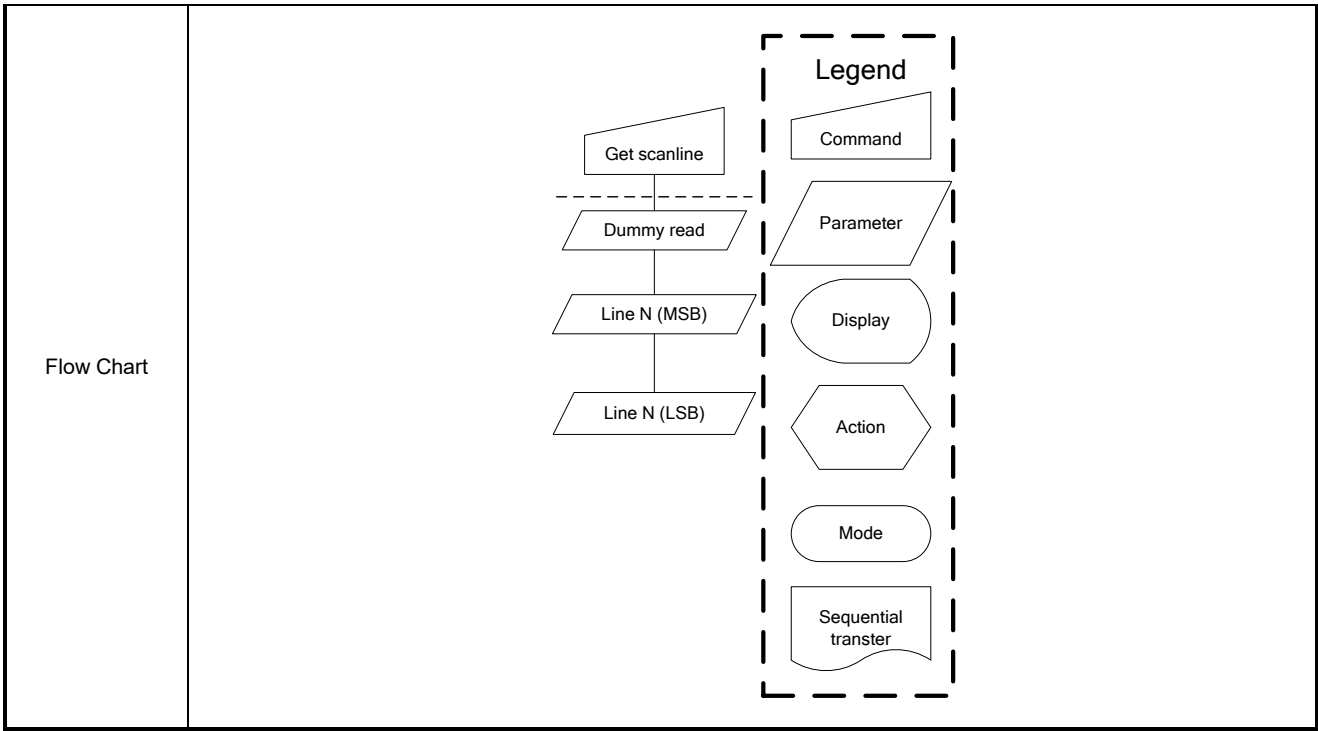 Flow Chart
Get scanline
Dummy read
Line N (MSB)
Line N (LSB)
Legend
Command
Parameter
Display
Action
Mode
Sequential
transter